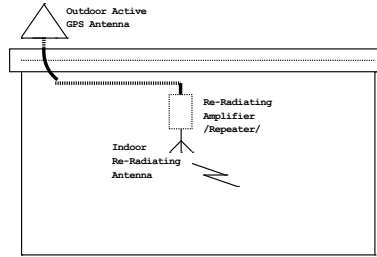 Outdoor Active
GPS Antenna
Re-Radiating
Amplifier
/Repeater/
Indoor
Re-Radiating
Antenna